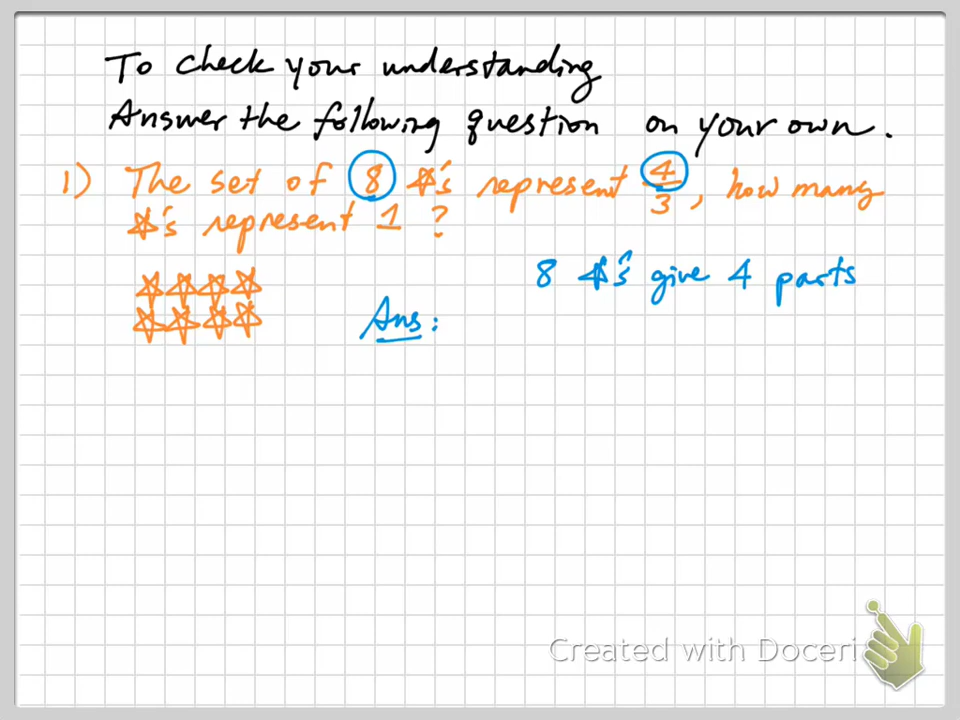 To check your understanding
Answer the following question on your own.
1) The set of 8 ☆'s represent 4/3, how many
☆'s represent 1 ?
8 ☆'s give 4 parts
Ans:
Created with Doceri